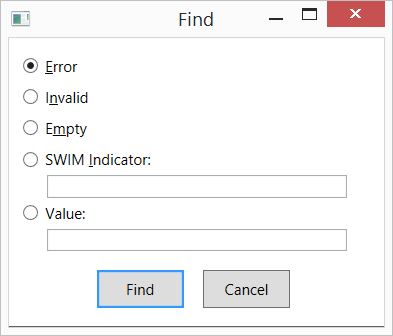 Find
Error
Invalid
Empty
SWIM Indicator:
Value:
Find Cancel